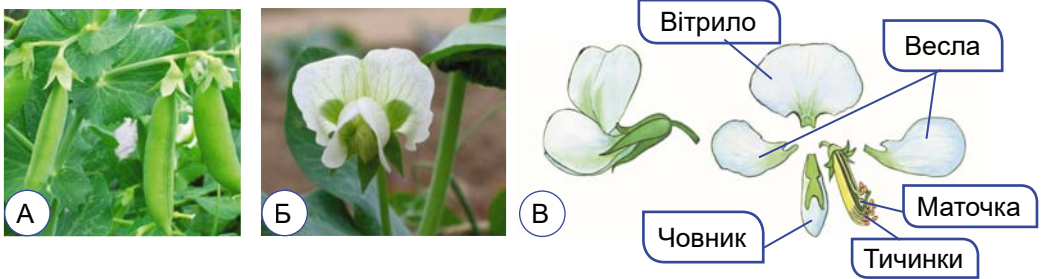 А
Б
В
Вітрило
Весла
Маточка
Тичинки
Човник